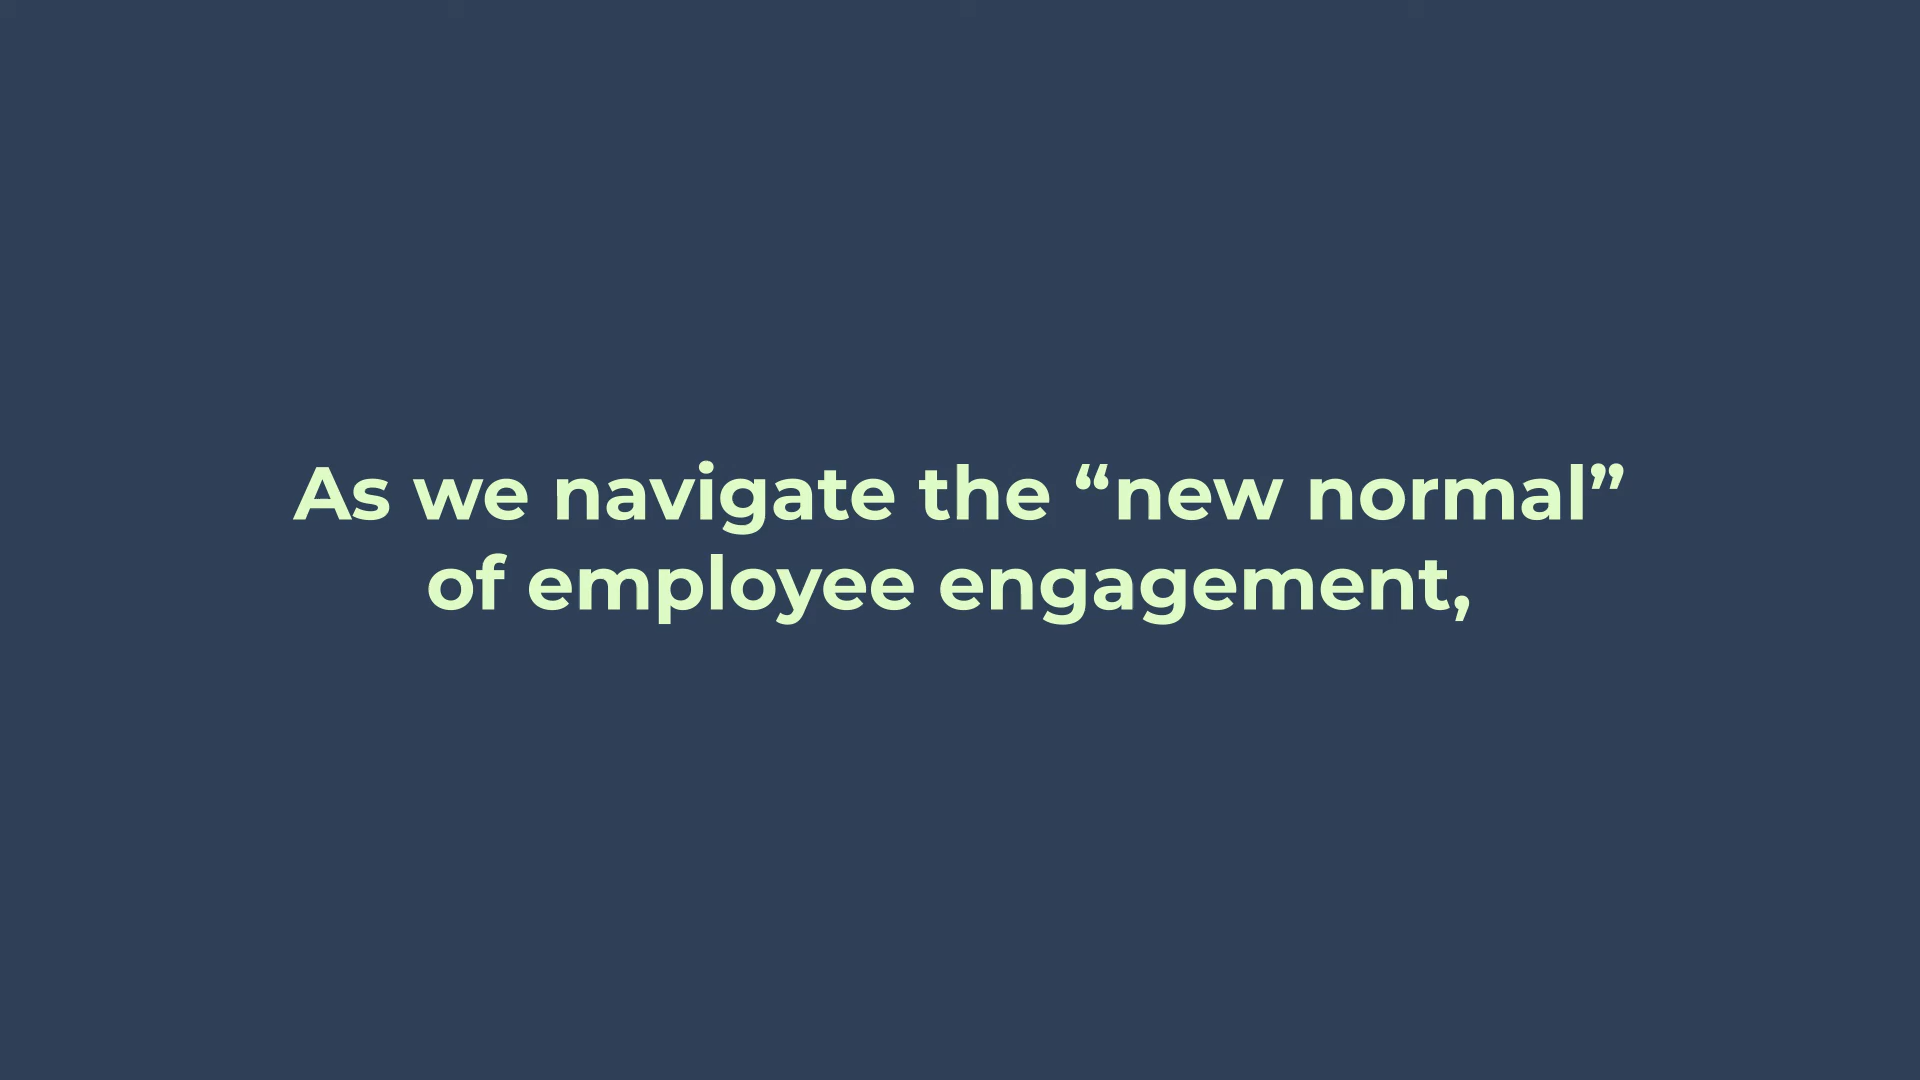 As we navigate the “new normal”
of employee engagement,